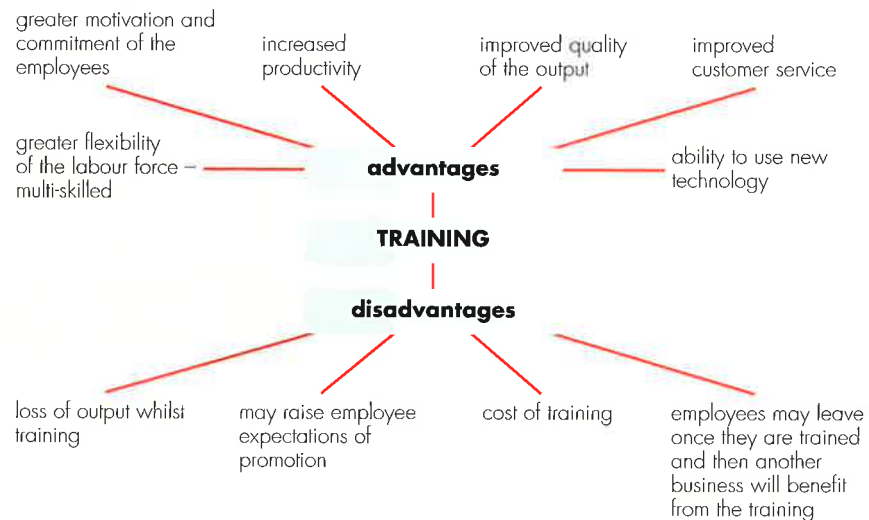 greater motivation and
commitment of the
employees
increased
productivity
improved quality
of the output
improved
customer service
greater flexibility
of the labour force –
multi-skilled
advantages
ability to use new
technology
TRAINING
disadvantages
loss of output whilst
training
may raise employee
expectations of
promotion
cost of training
employees may leave
once they are trained
and then another
business will benefit
from the training